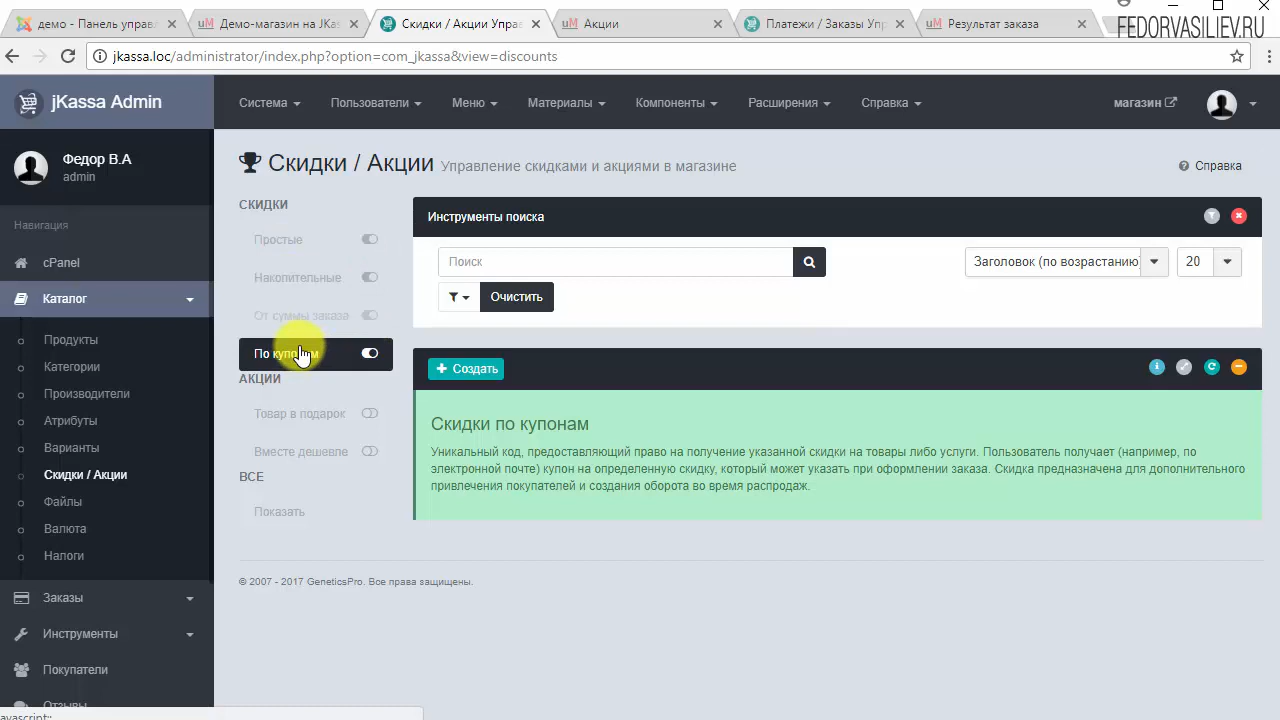 демо - Панель управл
Демо-магазин на JКас
Скидки / Акции Управ
Акции
Платежи / Заказы Упр
Результат заказа
FEDORVASILIEV.RU
jkassa.loc/administrator/index.php?option=com_jkassa&view=discounts
jKassa Admin
Система
Пользователи
Меню
Материалы
Компоненты
Расширения
Справка
магазин
Федор В.А
admin
Скидки / Акции Управление скидками и акциями в магазине
Справка
Навигация
cPanel
Каталог
Продукты
Категории
Производители
Атрибуты
Варианты
Скидки / Акции
Файлы
Валюта
Налоги
Заказы
Инструменты
Покупатели
Отзывы
СКИДКИ
Простые
Накопительные
От суммы заказа
По купонам
АКЦИИ
Товар в подарок
Вместе дешевле
ВСЕ
Показать
Инструменты поиска
Поиск
Заголовок (по возрастанию)
20
Очистить
Создать
Скидки по купонам
Уникальный код, предоставляющий право на получение указанной скидки на товары либо услуги. Пользователь получает (например, по
электронной почте) купон на определенную скидку, который может указать при оформлении заказа. Скидка предназначена для дополнительного
привлечения покупателей и создания оборота во время распродаж.
© 2007 - 2017 GeneticsPro. Все права защищены.